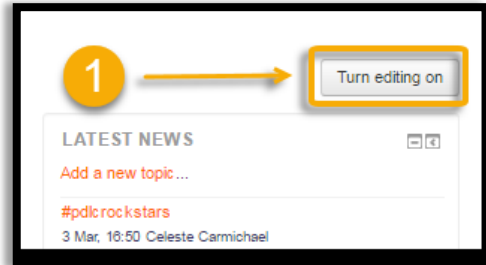 1
Turn editing on
LATEST NEWS
Add a new topic...
#pdlcrockstars
3 Mar, 16:50 Celeste Carmichael